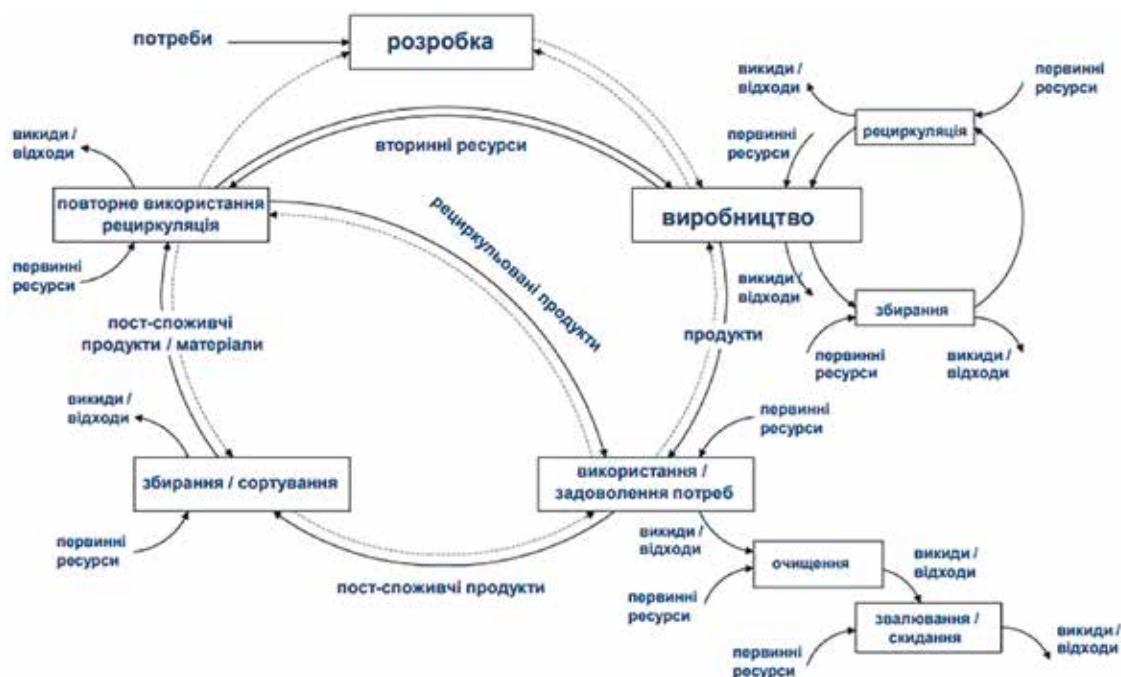 потреби
розробка
викиди /
відходи
первинні
ресурси
рециркуляція
первинні
ресурси
викиди /
відходи
вторинні ресурси
повторне використання
рециркуляція
виробництво
рециркульовані продукти
первинні
ресурси
викиди /
відходи
збирання
пост-споживчі
продукти / матеріали
продукти
первинні
ресурси
викиди /
відходи
викиди /
відходи
первинні
ресурси
збирання / сортування
використання /
задоволення потреб
викиди /
відходи
первинні
ресурси
очищення
викиди /
відходи
пост-споживчі продукти
первинні
ресурси
звалювання /
скидання
викиди /
відходи
первинні
ресурси